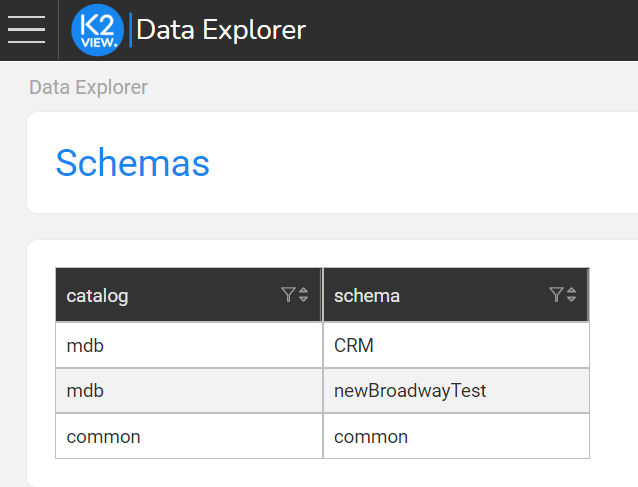 K2
VIEW.
Data Explorer
Data Explorer
Schemas
catalog schema
mdb CRM
mdb newBroadwayTest
common common